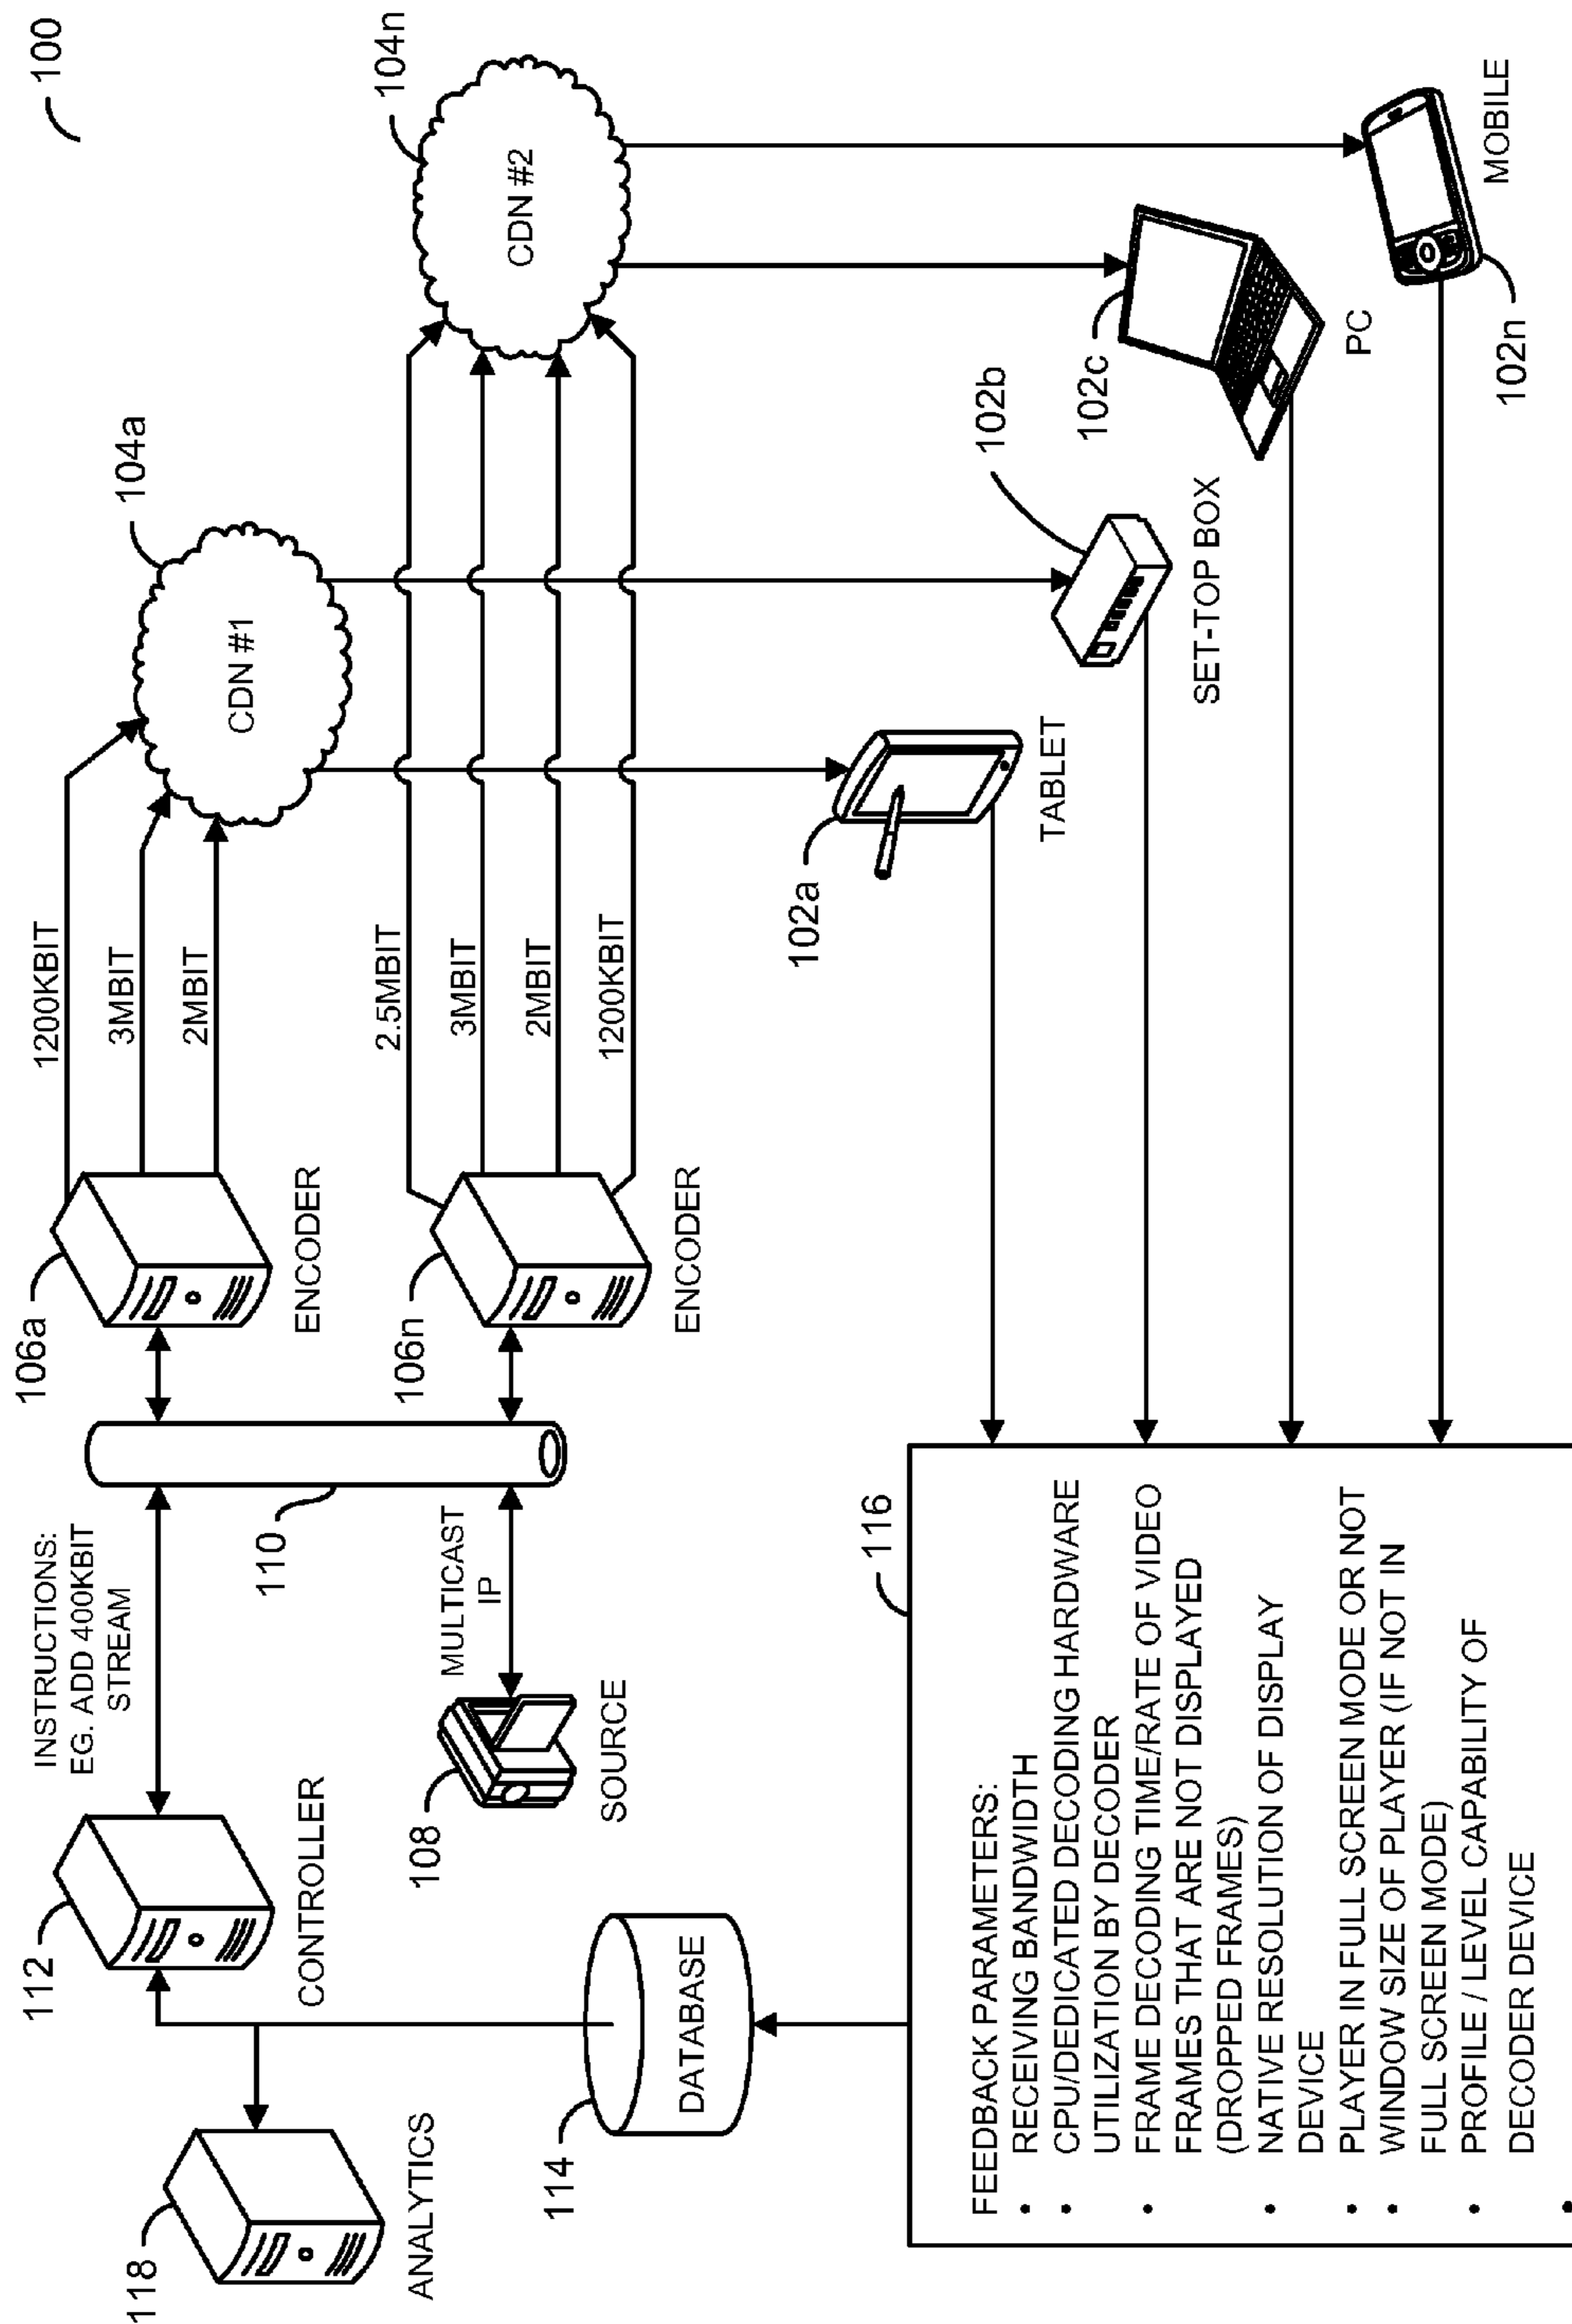 100
106a
ENCODER
1200KBIT
3MBIT
2MBIT
CDN #1
104a
106n
ENCODER
2.5MBIT
3MBIT
2MBIT
1200KBIT
CDN #2
104n
INSTRUCTIONS:
EG. ADD 400KBIT
STREAM
110
MULTICAST
IP
112
CONTROLLER
108
SOURCE
118
ANALYTICS
114
DATABASE
102a
TABLET
102b
SET-TOP BOX
102c
PC
102n
MOBILE
116
FEEDBACK PARAMETERS:
• RECEIVING BANDWIDTH
• CPU/DEDICATED DECODING HARDWARE
UTILIZATION BY DECODER
• FRAME DECODING TIME/RATE OF VIDEO
FRAMES THAT ARE NOT DISPLAYED
(DROPPED FRAMES)
• NATIVE RESOLUTION OF DISPLAY
DEVICE
• PLAYER IN FULL SCREEN MODE OR NOT
• WINDOW SIZE OF PLAYER (IF NOT IN
FULL SCREEN MODE)
• PROFILE / LEVEL CAPABILITY OF
DECODER DEVICE
•